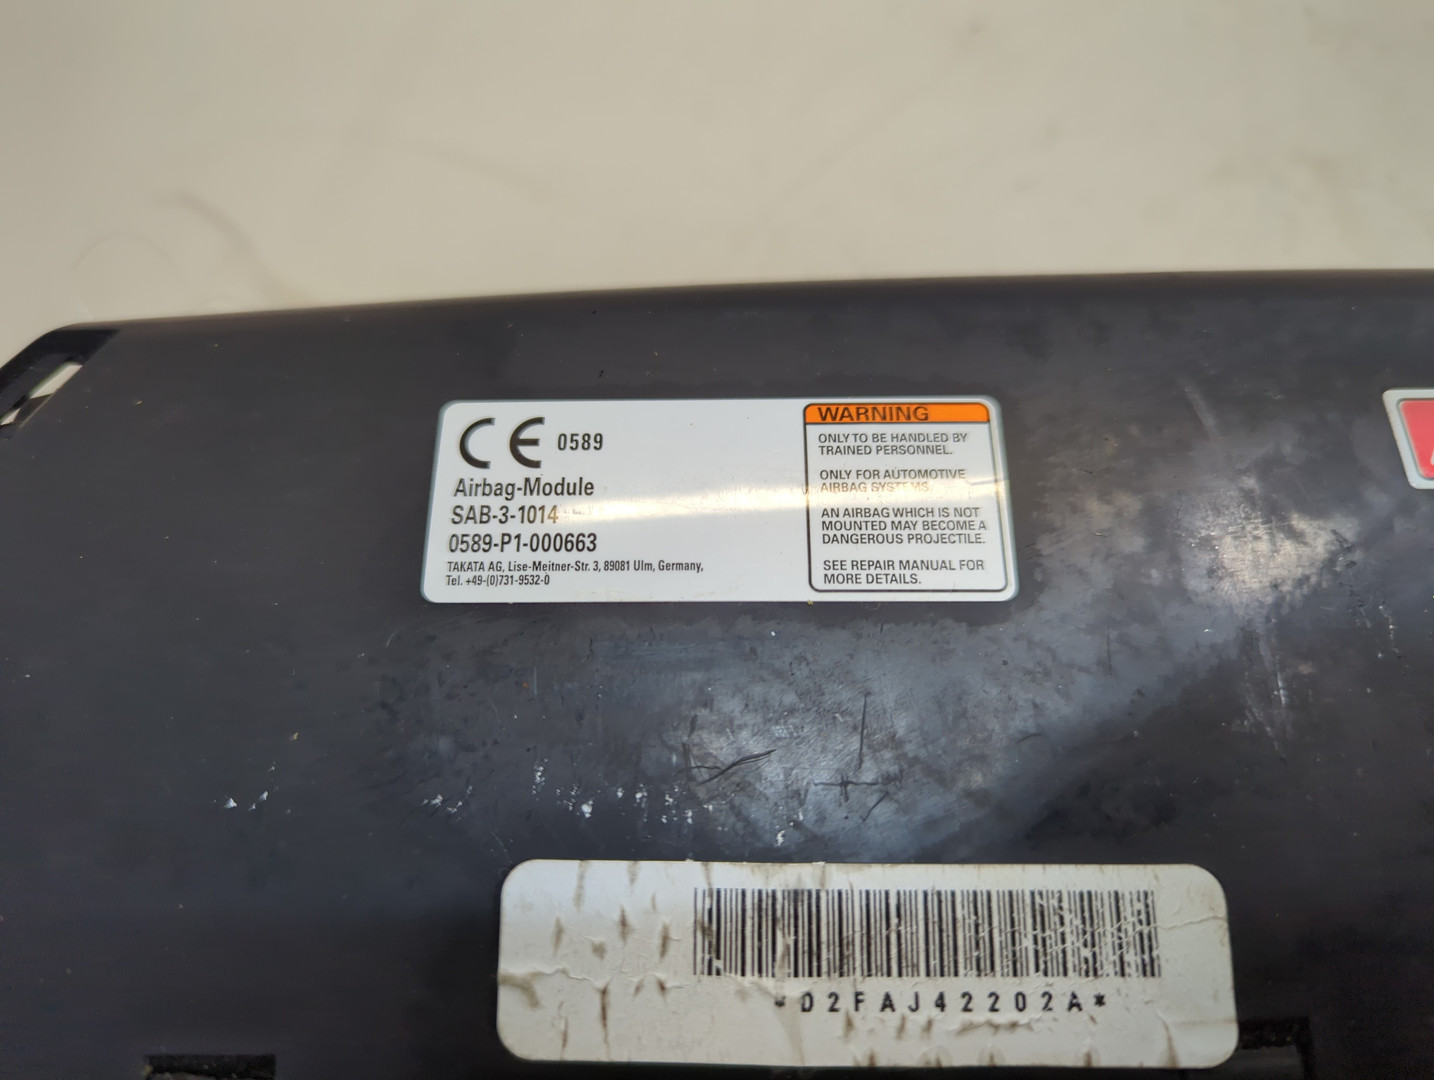 CE 0589
Airbag-Module
SAB-3-1014
0589-P1-000663
TAKATA AG, Lise-Meitner-Str. 3, 89081 Ulm, Germany,
Tel. +49-(0)731-9532-0
WARNING
ONLY TO BE HANDLED BY
TRAINED PERSONNEL.
ONLY FOR AUTOMOTIVE
AIRBAG SYSTEMS.
AN AIRBAG WHICH IS NOT
MOUNTED MAY BECOME A
DANGEROUS PROJECTILE.
SEE REPAIR MANUAL FOR
MORE DETAILS.
*D2FAJ42202A*